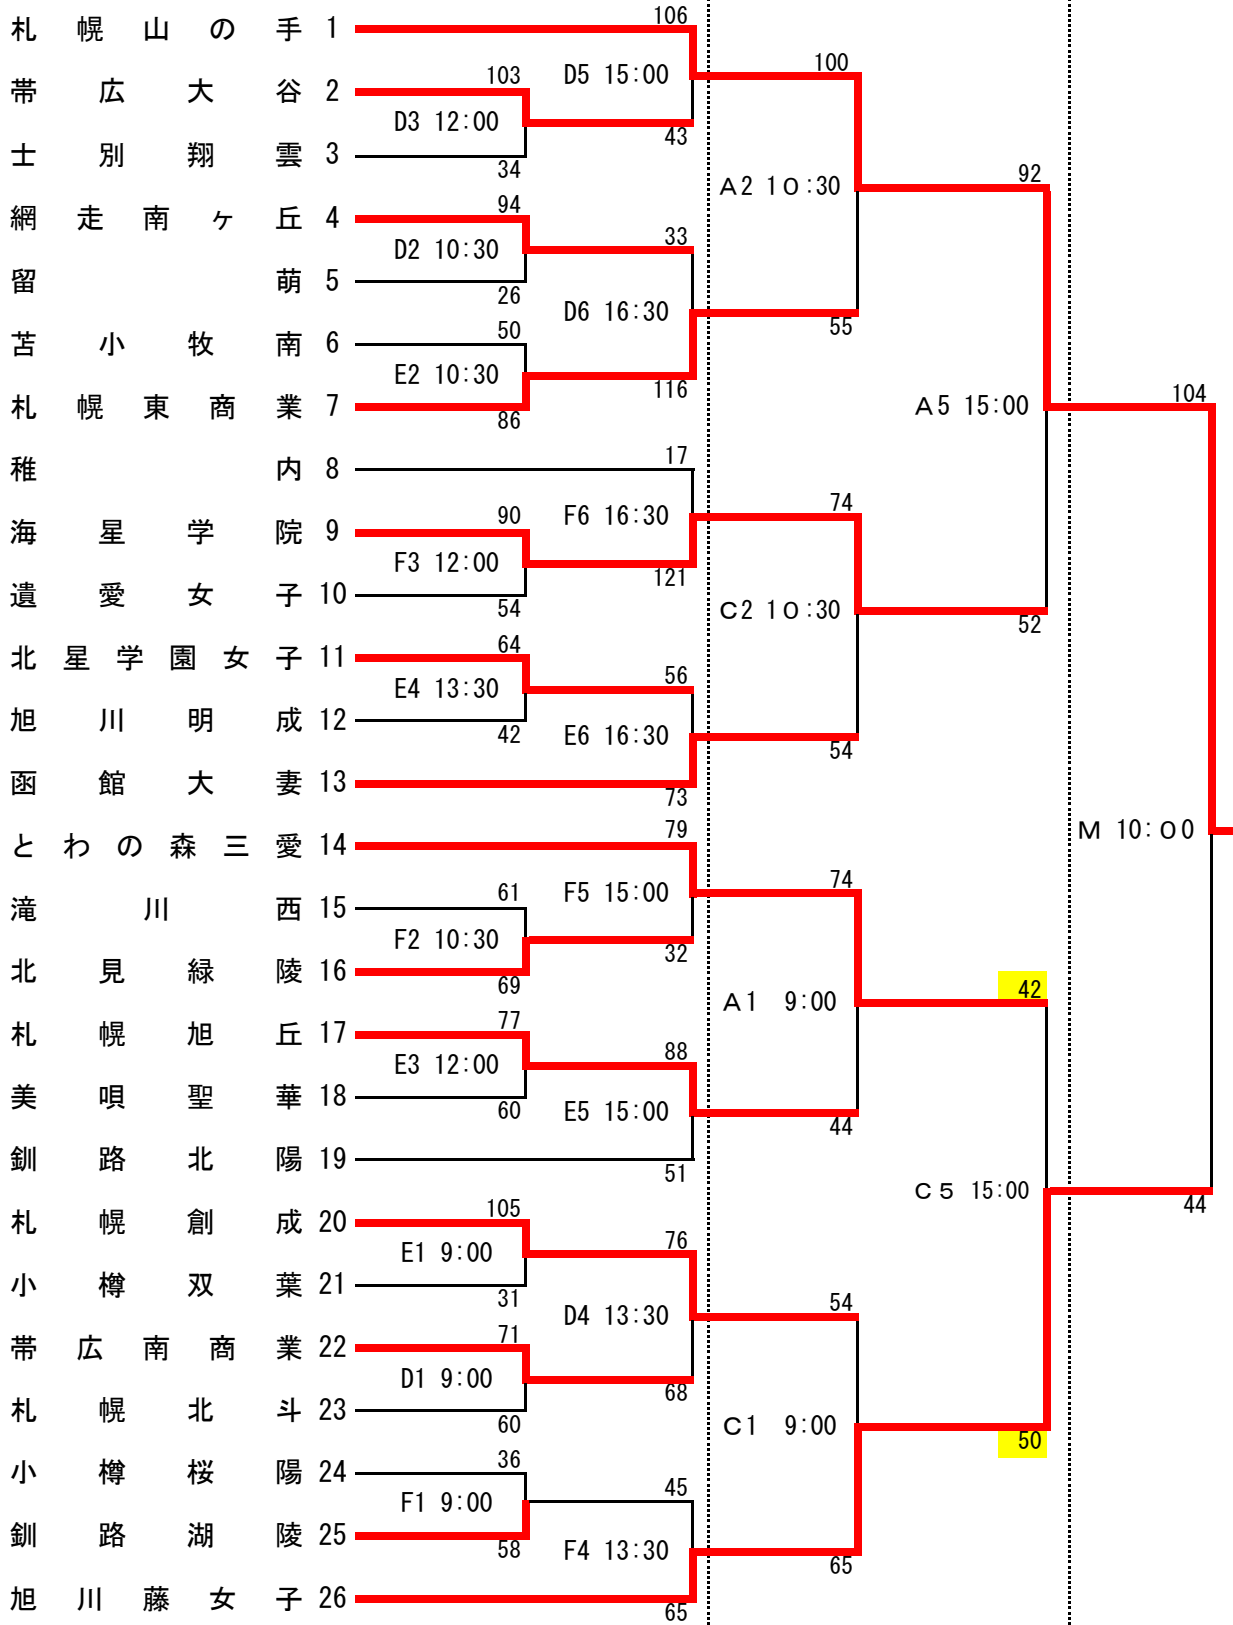 106
札幌山の手 1
D5 15:00
100
103
帯広大谷 2
D3 12:00
43
士別翔雲 3
34
A2 10:30
92
94
網走南ヶ丘 4
33
D2 10:30
留萌 5
26
D6 16:30
55
50
苫小牧南 6
E2 10:30
116
札幌東商業 7
86
A5 15:00
104
17
稚内 8
74
90
F6 16:30
海星学院 9
F3 12:00
121
遺愛女子 10
54
C2 10:30
52
64
北星学園女子 11
56
E4 13:30
旭川明成 12
42
E6 16:30
54
函館大妻 13
73
79
M 10:00
とわの森三愛 14
74
61
F5 15:00
滝川西 15
F2 10:30
32
北見緑陵 16
69
42
A1 9:00
77
札幌旭丘 17
88
E3 12:00
美唄聖華 18
60
E5 15:00
44
釧路北陽 19
51
C5 15:00
44
105
札幌創成 20
76
E1 9:00
小樽双葉 21
31
54
D4 13:30
71
帯広南商業 22
D1 9:00
68
札幌北斗 23
60
C1 9:00
50
36
小樽桜陽 24
45
F1 9:00
釧路湖陵 25
58
F4 13:30
65
旭川藤女子 26
65